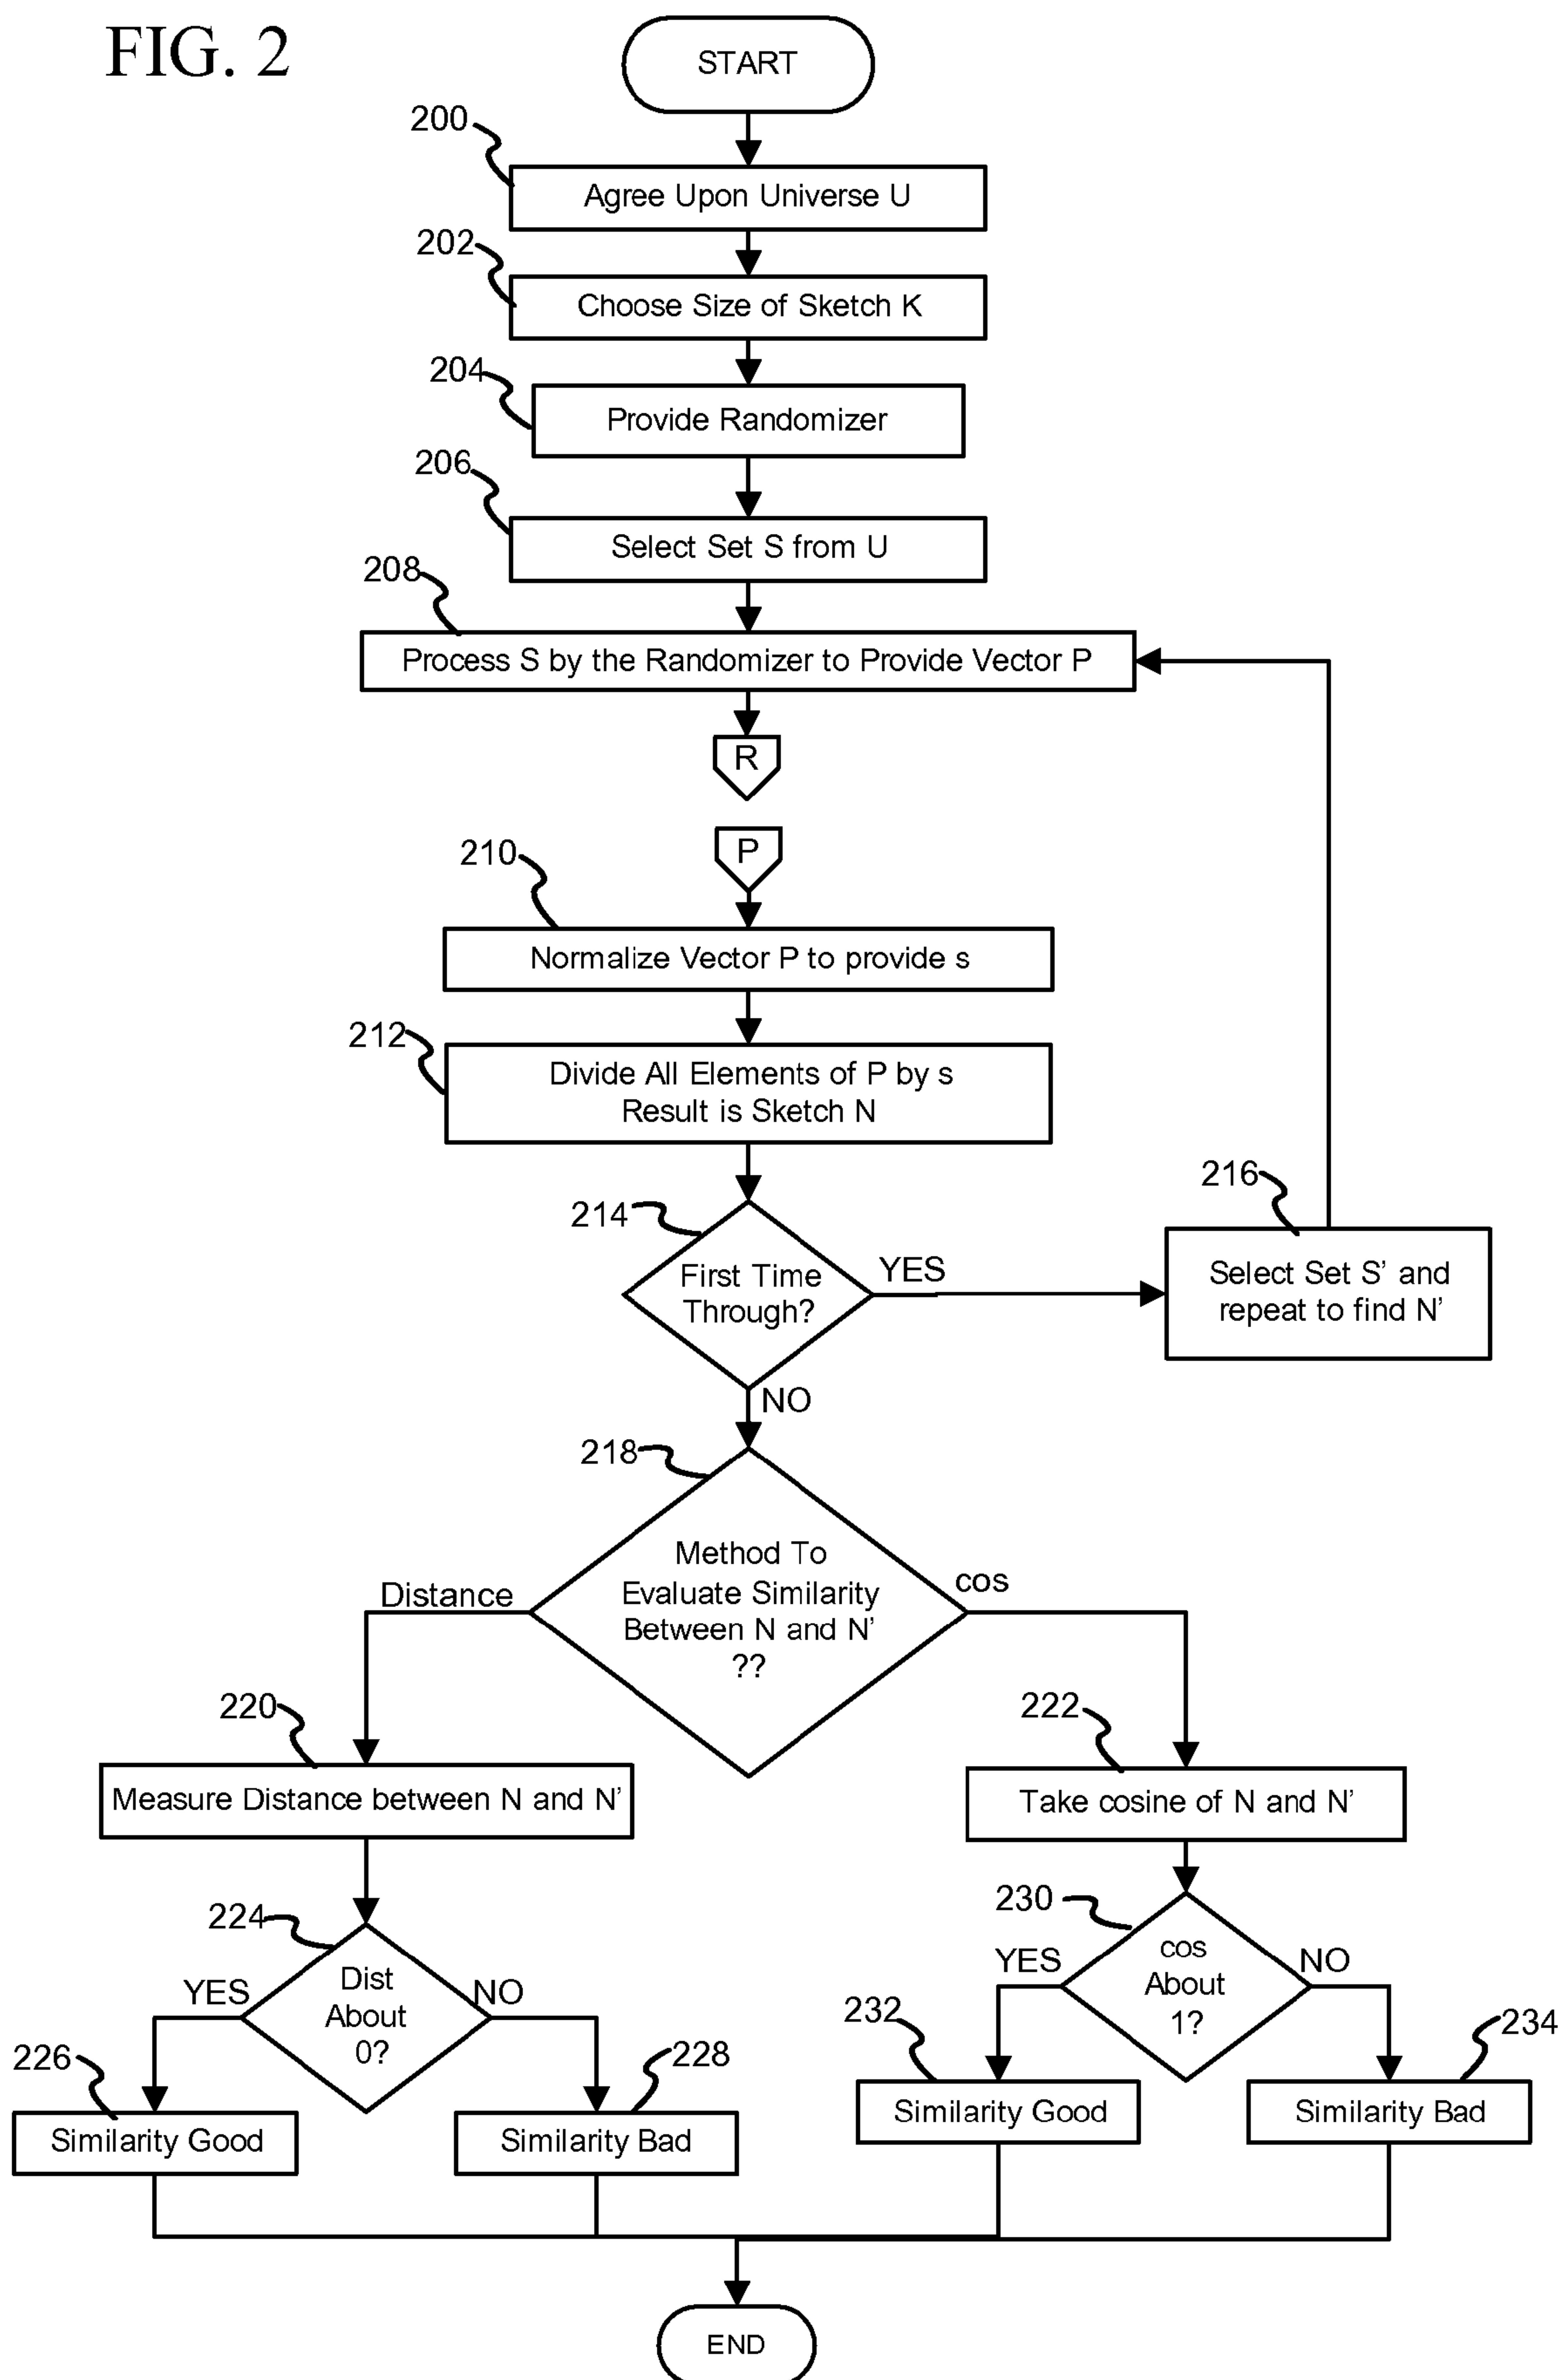 FIG. 2
START
200
Agree Upon Universe U
202
Choose Size of Sketch K
204
Provide Randomizer
206
Select Set S from U
208
Process S by the Randomizer to Provide Vector P
R
P
210
Normalize Vector P to provide s
212
Divide All Elements of P by s
Result is Sketch N
214
First Time
Through?
YES
216
Select Set S' and
repeat to find N'
NO
218
Method To
Evaluate Similarity
Between N and N'
??
Distance
cos
220
Measure Distance between N and N'
222
Take cosine of N and N'
224
Dist
About
0?
YES
NO
230
cos
About
1?
YES
NO
226
Similarity Good
228
Similarity Bad
232
Similarity Good
234
Similarity Bad
END